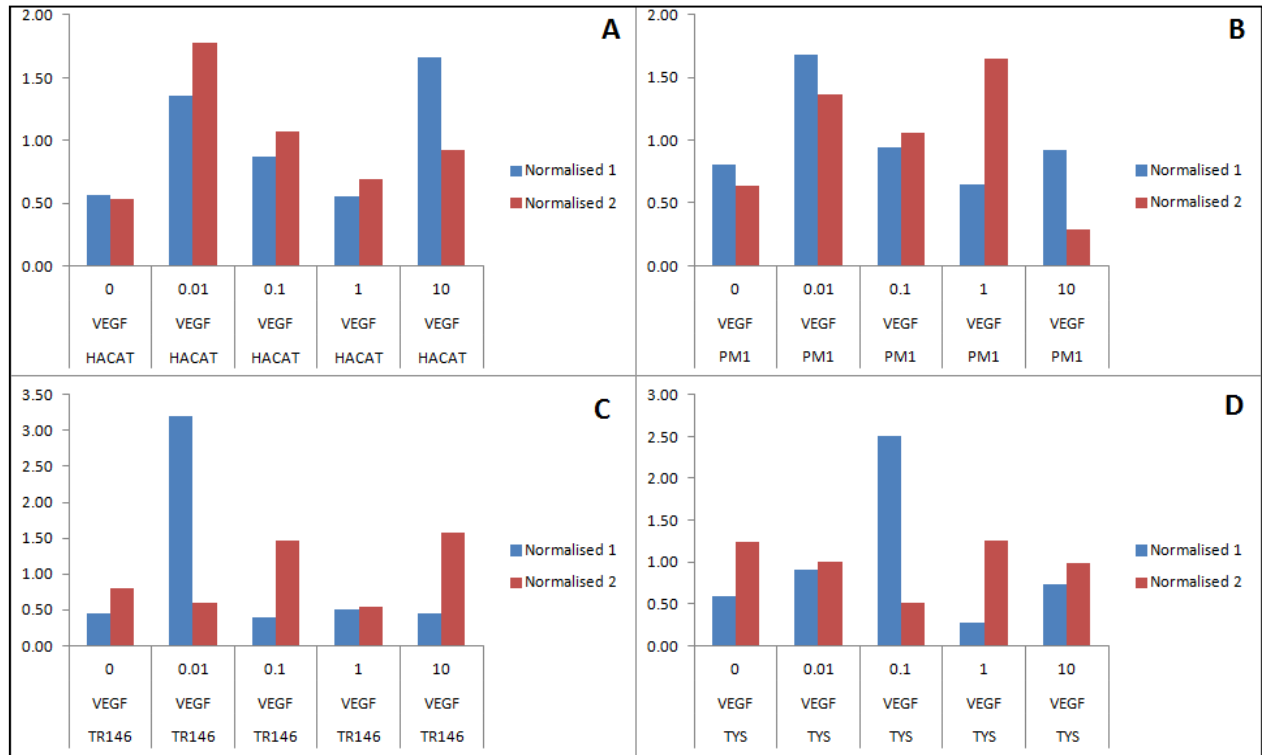 A
2.00
1.50
1.00
0.50
0.00
Normalised 1
Normalised 2
0 0.01 0.1 1 10
VEGF VEGF VEGF VEGF VEGF
HACAT HACAT HACAT HACAT HACAT
B
2.00
1.50
1.00
0.50
0.00
Normalised 1
Normalised 2
0 0.01 0.1 1 10
VEGF VEGF VEGF VEGF VEGF
PM1 PM1 PM1 PM1 PM1
C
3.50
3.00
2.50
2.00
1.50
1.00
0.50
0.00
Normalised 1
Normalised 2
0 0.01 0.1 1 10
VEGF VEGF VEGF VEGF VEGF
TR146 TR146 TR146 TR146 TR146
D
3.00
2.50
2.00
1.50
1.00
0.50
0.00
Normalised 1
Normalised 2
0 0.01 0.1 1 10
VEGF VEGF VEGF VEGF VEGF
TYS TYS TYS TYS TYS